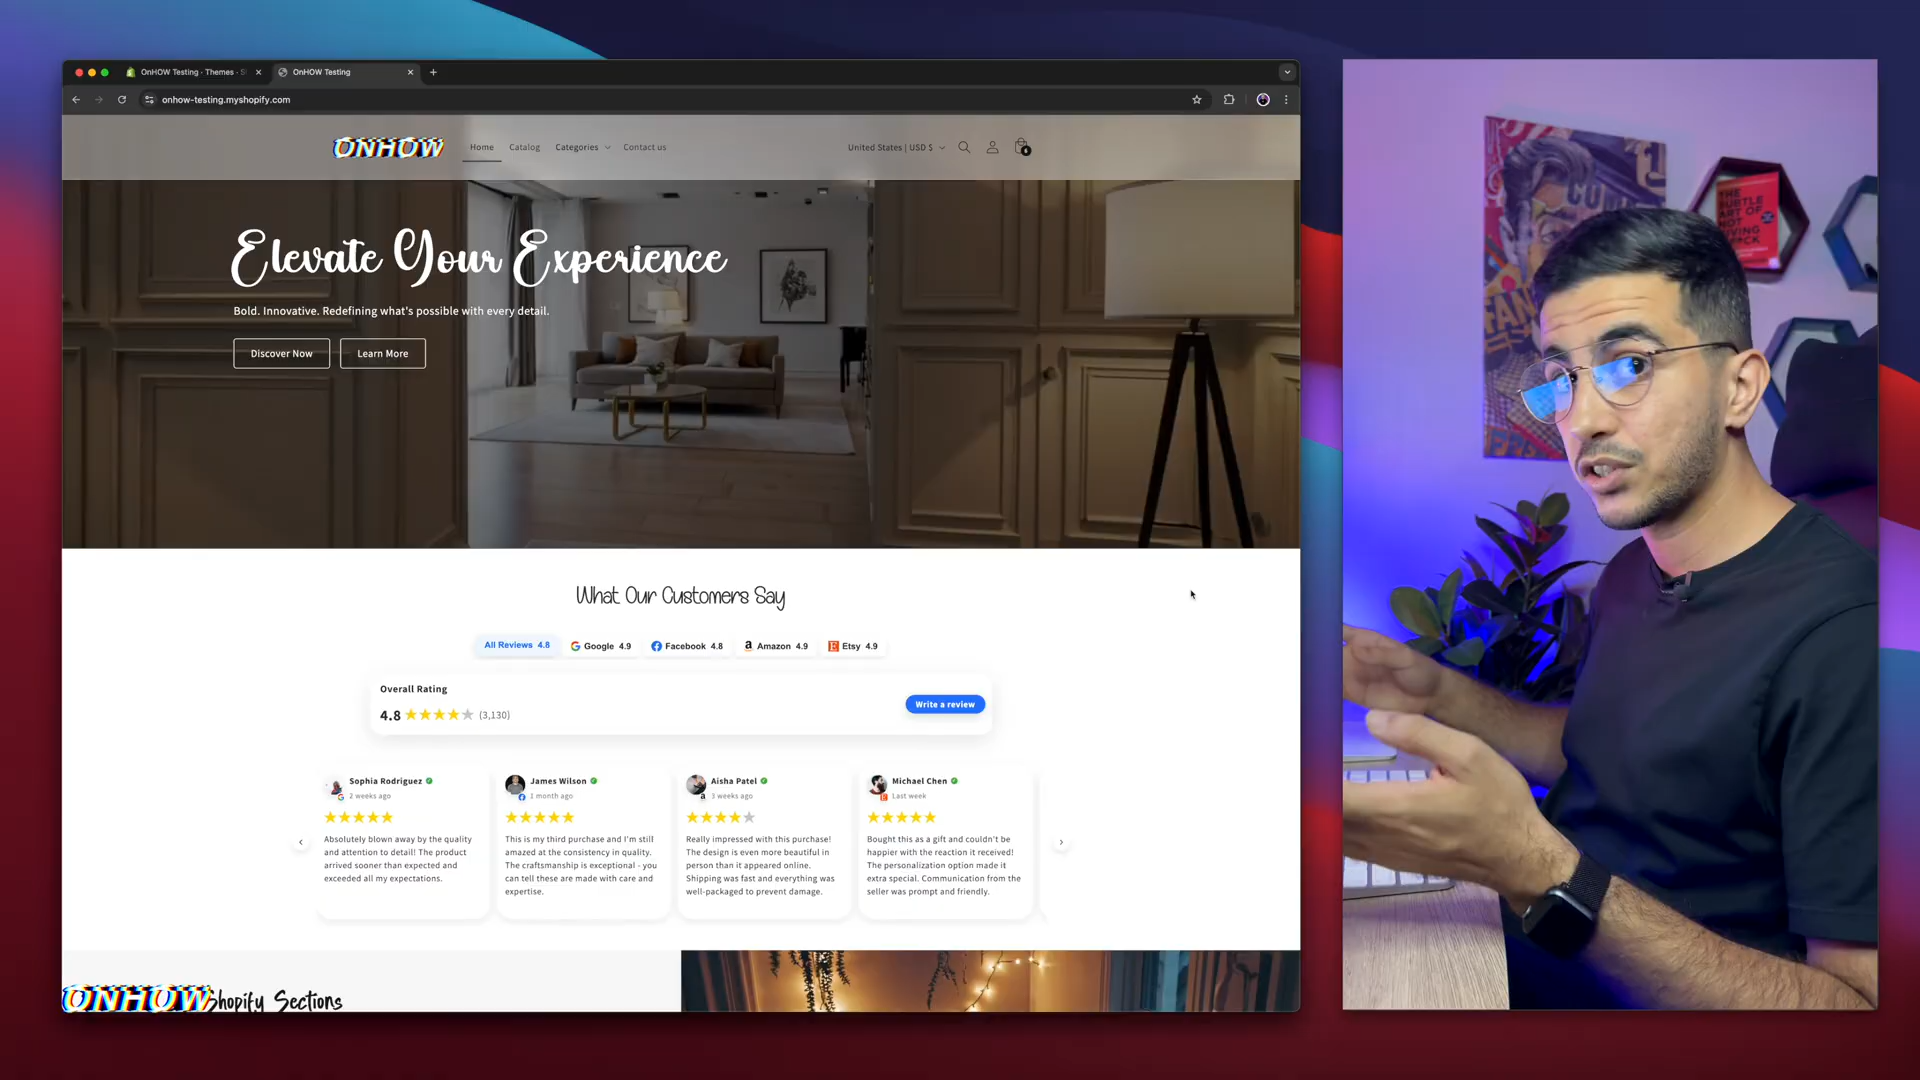 OnHOW Testing · Themes · S
OnHOW Testing
onhow-testing.myshopify.com
ONHOW
Home
Catalog
Categories
Contact us
United States | USD $
Elevate Your Experience
Bold. Innovative. Redefining what's possible with every detail.
Discover Now
Learn More
What Our Customers Say
All Reviews 4.8
Google 4.9
Facebook 4.8
Amazon 4.9
Etsy 4.9
Overall Rating
4.8 ★★★★★ (3,130)
Write a review
Sophia Rodriguez
2 weeks ago
Absolutely blown away by the quality
and attention to detail! The product
arrived sooner than expected and
exceeded all my expectations.
James Wilson
1 month ago
This is my third purchase and I'm still
amazed at the consistency in quality.
The craftsmanship is exceptional - you
can tell these are made with care and
expertise.
Aisha Patel
3 weeks ago
Really impressed with this purchase!
The design is even more beautiful in
person than it appeared online.
Shipping was fast and everything was
well-packaged to prevent damage.
Michael Chen
Last week
Bought this as a gift and couldn't be
happier with the reaction it received!
The personalization option made it
extra special. Communication from the
seller was prompt and friendly.
ONHOW
Shopify Sections
THE
SUBTLE
ART OF
NOT